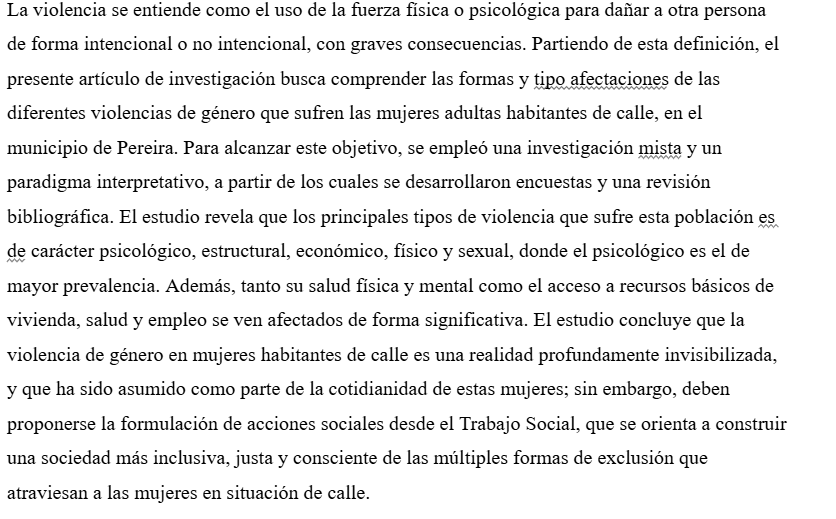 La violencia se entiende como el uso de la fuerza física o psicológica para dañar a otra persona
de forma intencional o no intencional, con graves consecuencias. Partiendo de esta definición, el
presente artículo de investigación busca comprender las formas y tipo afectaciones de las
diferentes violencias de género que sufren las mujeres adultas habitantes de calle, en el
municipio de Pereira. Para alcanzar este objetivo, se empleó una investigación mista y un
paradigma interpretativo, a partir de los cuales se desarrollaron encuestas y una revisión
bibliográfica. El estudio revela que los principales tipos de violencia que sufre esta población es
de carácter psicológico, estructural, económico, físico y sexual, donde el psicológico es el de
mayor prevalencia. Además, tanto su salud física y mental como el acceso a recursos básicos de
vivienda, salud y empleo se ven afectados de forma significativa. El estudio concluye que la
violencia de género en mujeres habitantes de calle es una realidad profundamente invisibilizada,
y que ha sido asumido como parte de la cotidianidad de estas mujeres; sin embargo, deben
proponerse la formulación de acciones sociales desde el Trabajo Social, que se orienta a construir
una sociedad más inclusiva, justa y consciente de las múltiples formas de exclusión que
atraviesan a las mujeres en situación de calle.